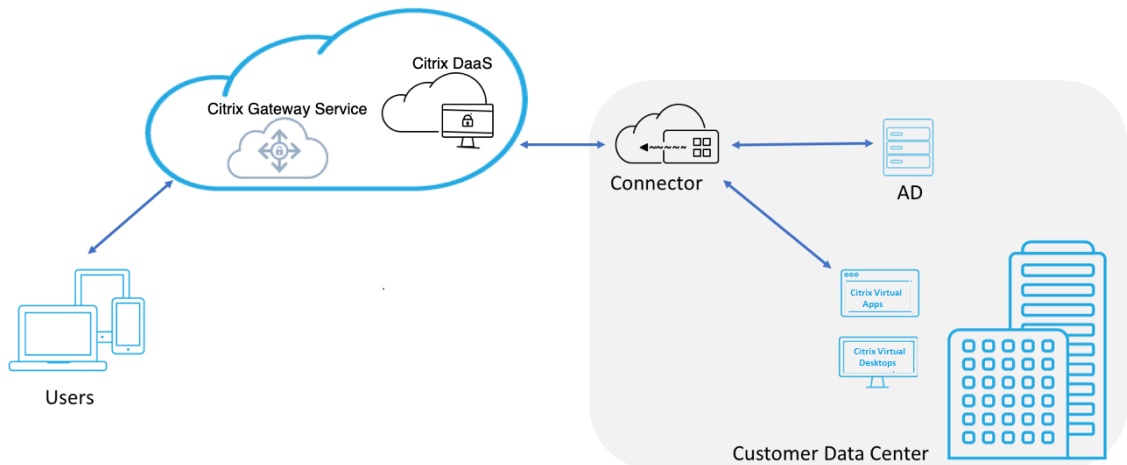 Citrix DaaS
Citrix Gateway Service
Connector
AD
Citrix Virtual
Apps
Citrix Virtual
Desktops
Users
Customer Data Center